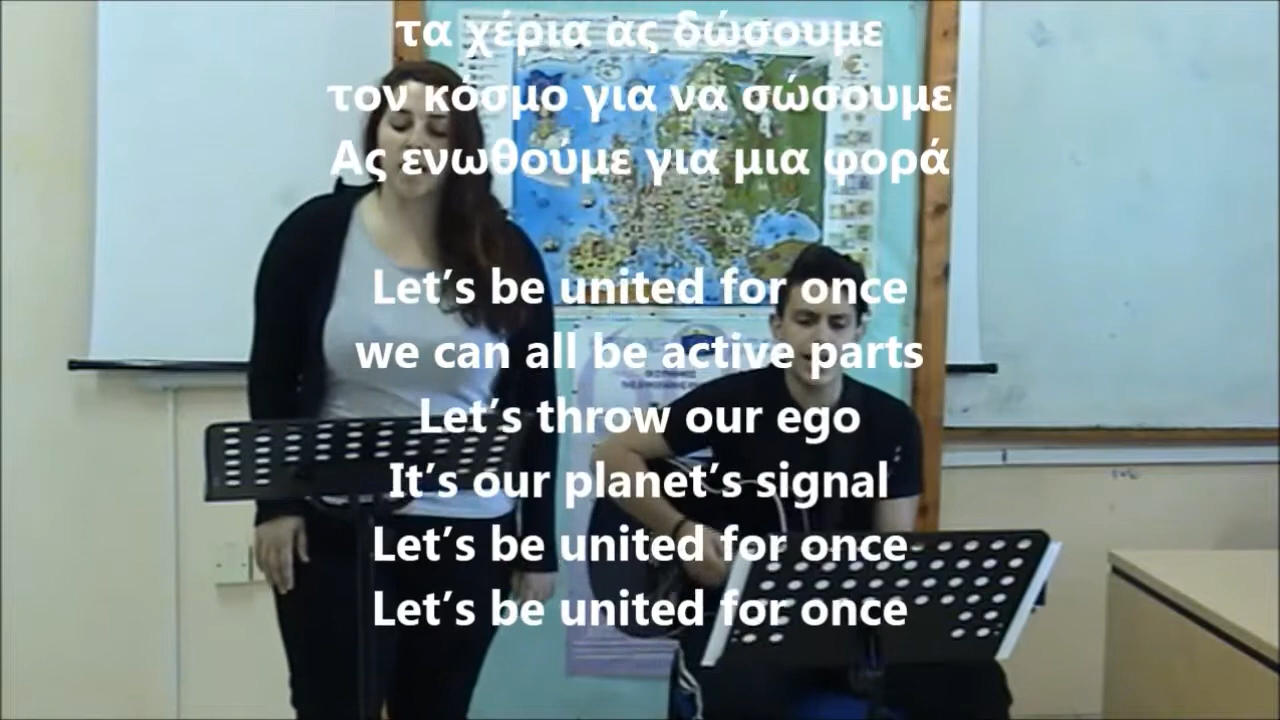 τα χέρια ας δώσουμε
τον κόσμο για να σώσουμε
Ας ενωθούμε για μια φορά
Let’s be united for once
we can all be active parts
Let’s throw our ego
It’s our planet’s signal
Let’s be united for once
Let’s be united for once